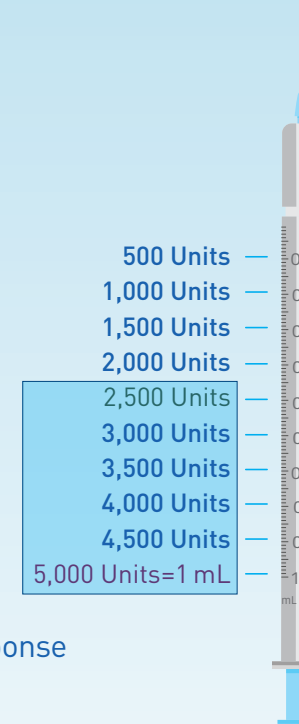 500 Units
1,000 Units
1,500 Units
2,000 Units
2,500 Units
3,000 Units
3,500 Units
4,000 Units
4,500 Units
5,000 Units=1 mL
mL